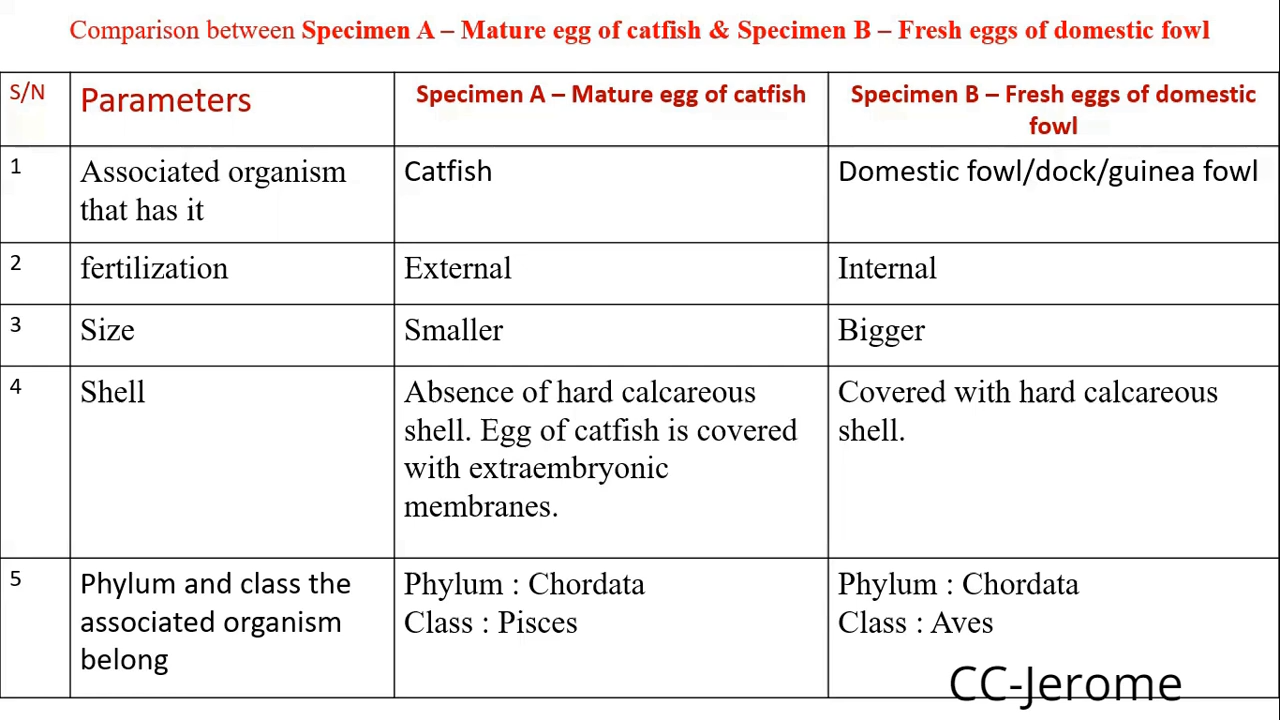 Comparison between Specimen A – Mature egg of catfish & Specimen B – Fresh eggs of domestic fowl
S/N Parameters Specimen A – Mature egg of catfish Specimen B – Fresh eggs of domestic
fowl
1 Associated organism Catfish Domestic fowl/dock/guinea fowl
that has it
2 fertilization External Internal
3 Size Smaller Bigger
4 Shell Absence of hard calcareous Covered with hard calcareous
shell. Egg of catfish is covered shell.
with extraembryonic
membranes.
5 Phylum and class the Phylum : Chordata Phylum : Chordata
associated organism Class : Pisces Class : Aves
belong
CC-Jerome